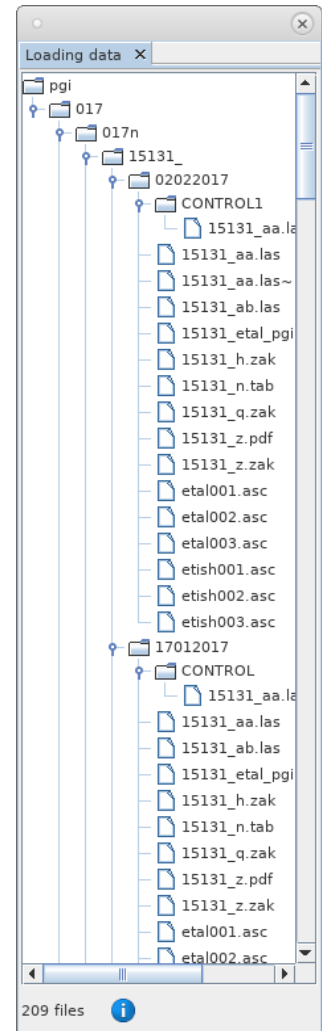 Loading data ×
pgi
017
017n
15131_
02022017
CONTROL1
15131_aa.la
15131_aa.las
15131_aa.las~
15131_ab.las
15131_etal_pgi
15131_h.zak
15131_n.tab
15131_q.zak
15131_z.pdf
15131_z.zak
etal001.asc
etal002.asc
etal003.asc
etish001.asc
etish002.asc
etish003.asc
17012017
CONTROL
15131_aa.la
15131_aa.las
15131_ab.las
15131_etal_pgi
15131_h.zak
15131_n.tab
15131_q.zak
15131_z.pdf
15131_z.zak
etal001.asc
etal002.asc
209 files